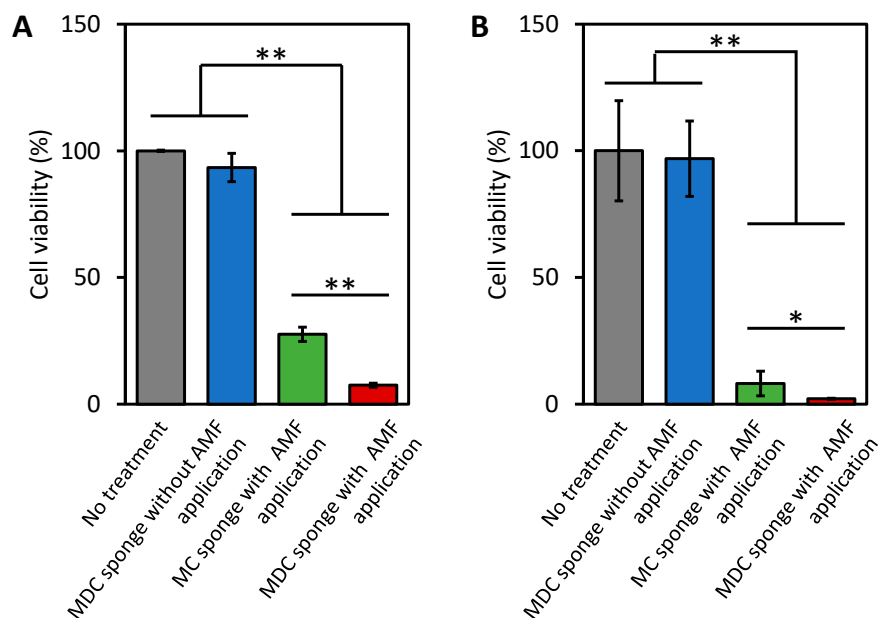 A
Cell viability (%)
150
100
50
0
**
**
No treatment
MDC sponge without AMF
application
MC sponge with AMF
application
MDC sponge with AMF
application
B
Cell viability (%)
150
100
50
0
**
*
No treatment
MDC sponge without AMF
application
MC sponge with AMF
application
MDC sponge with AMF
application